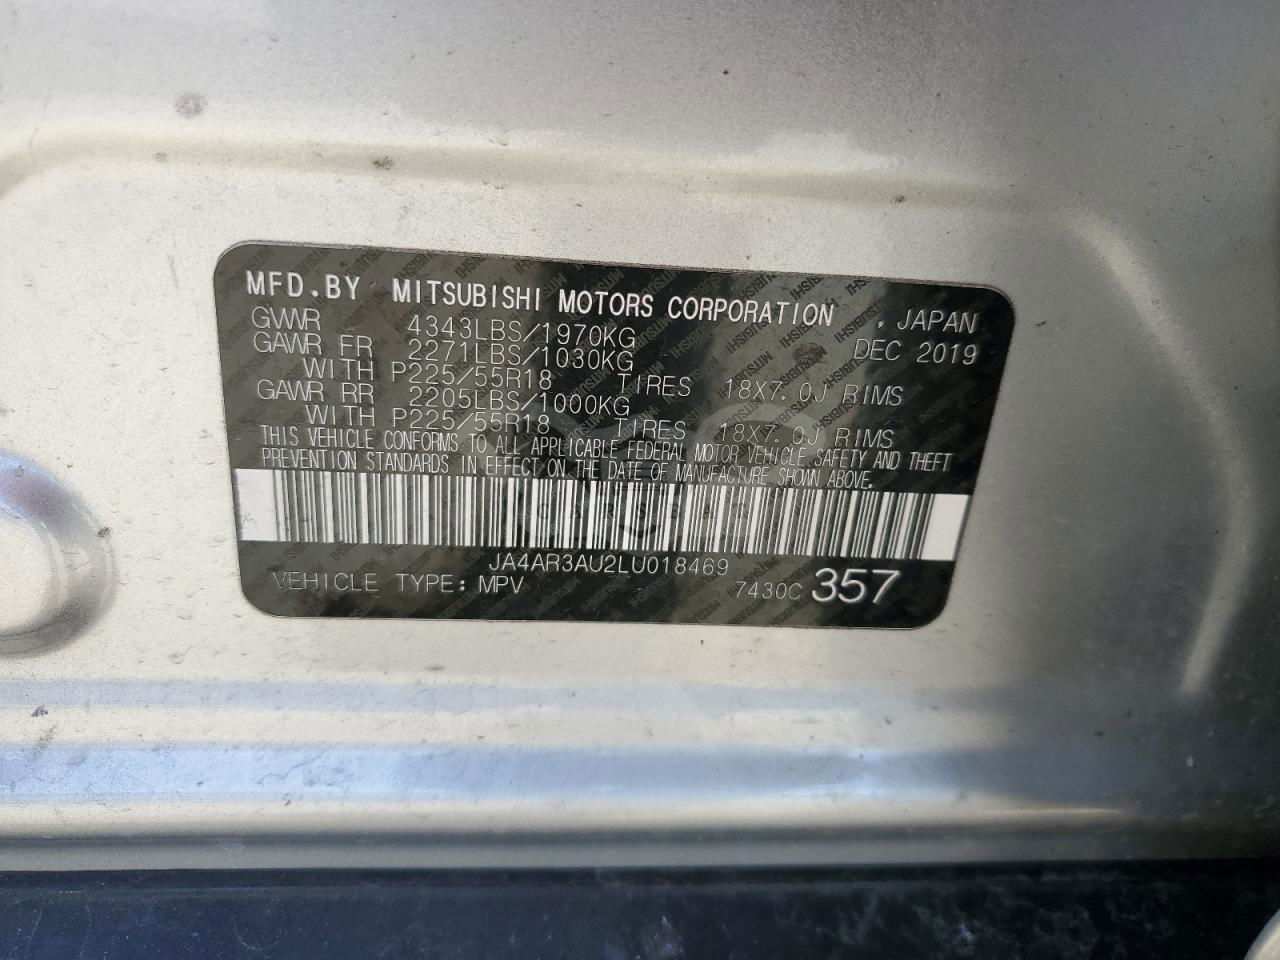 MFD.BY MITSUBISHI MOTORS CORPORATION , JAPAN
GVWR 4343LBS/1970KG DEC 2019
GAWR FR 2271LBS/1030KG
WITH P225/55R18 TIRES 18X7.0J RIMS
GAWR RR 2205LBS/1000KG
WITH P225/55R18 TIRES 18X7.0J RIMS
THIS VEHICLE CONFORMS TO ALL APPLICABLE FEDERAL MOTOR VEHICLE SAFETY AND THEFT
PREVENTION STANDARDS IN EFFECT ON THE DATE OF MANUFACTURE SHOWN ABOVE.
JA4AR3AU2LU018469
VEHICLE TYPE: MPV 7430C 357